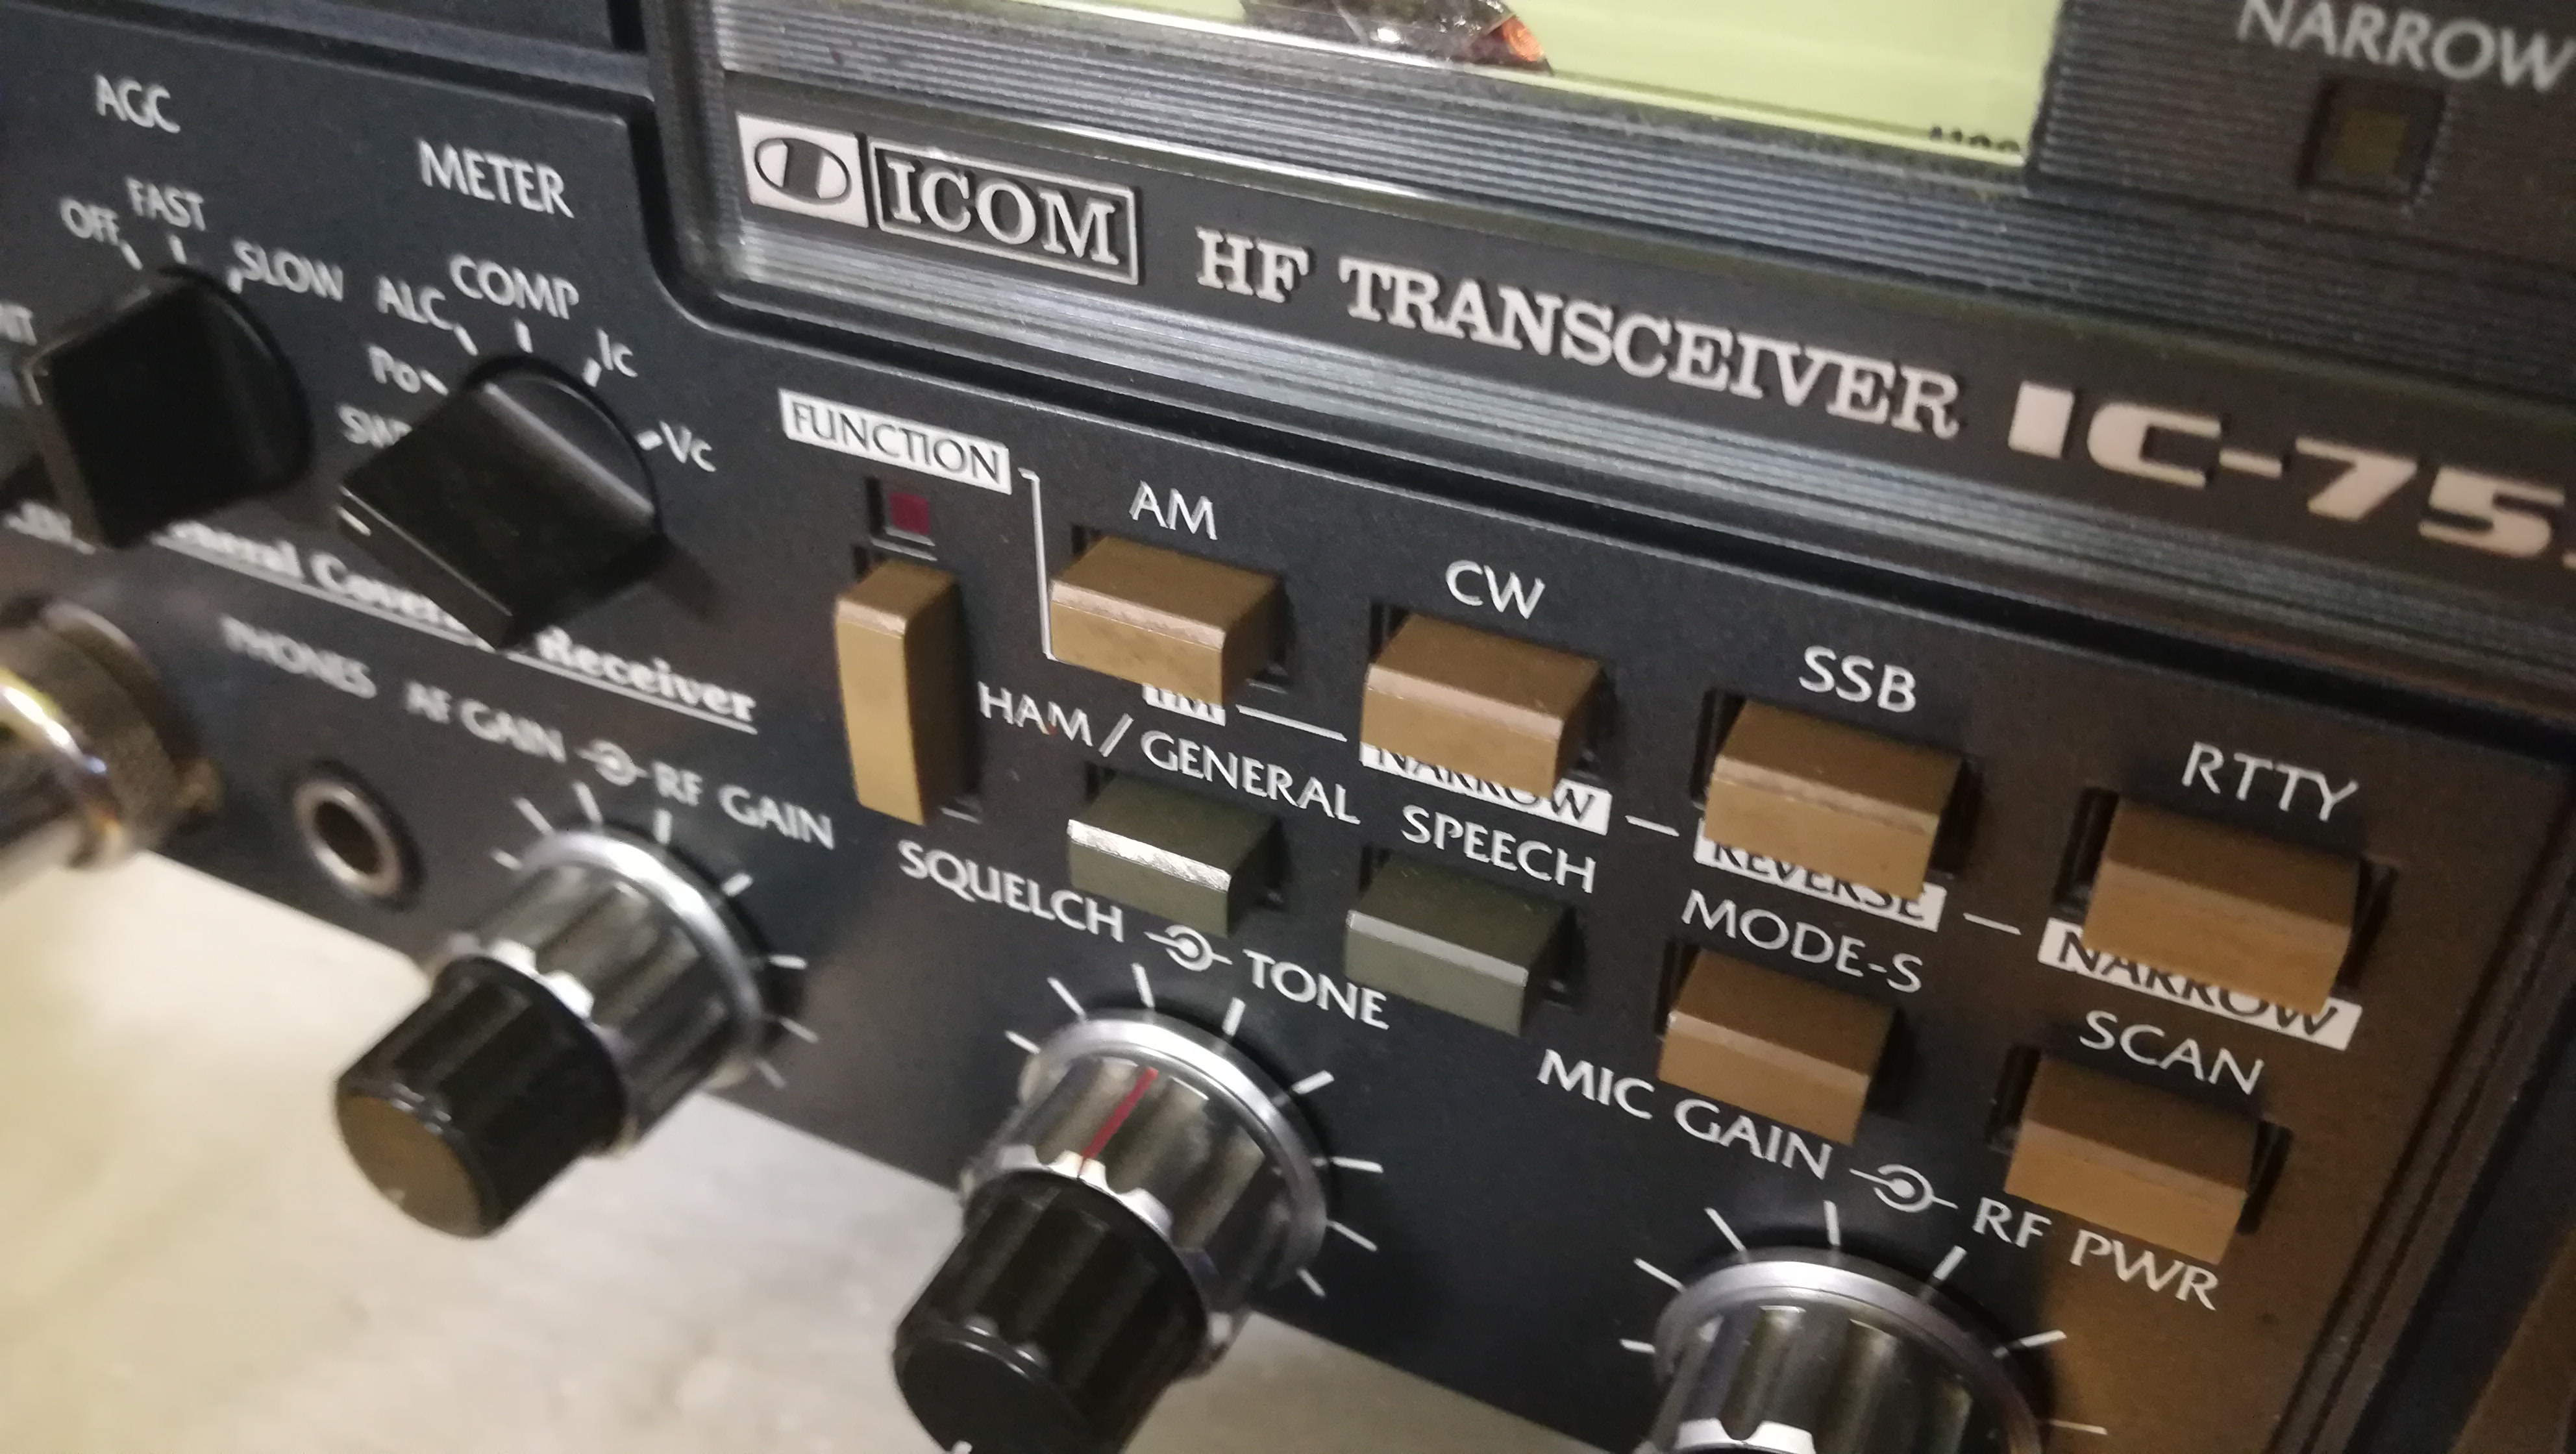 NARROW
AGC
OFF FAST SLOW
METER
Po ALC COMP Ic Vc
ICOM HF TRANSCEIVER IC-75
FUNCTION
AM
CW
SSB
RTTY
Receiver
PHONES
AF GAIN RF GAIN
HAM/GENERAL
NARROW
REVERSE
NARROW
SPEECH
MODE-S
SCAN
SQUELCH TONE
MIC GAIN RF PWR